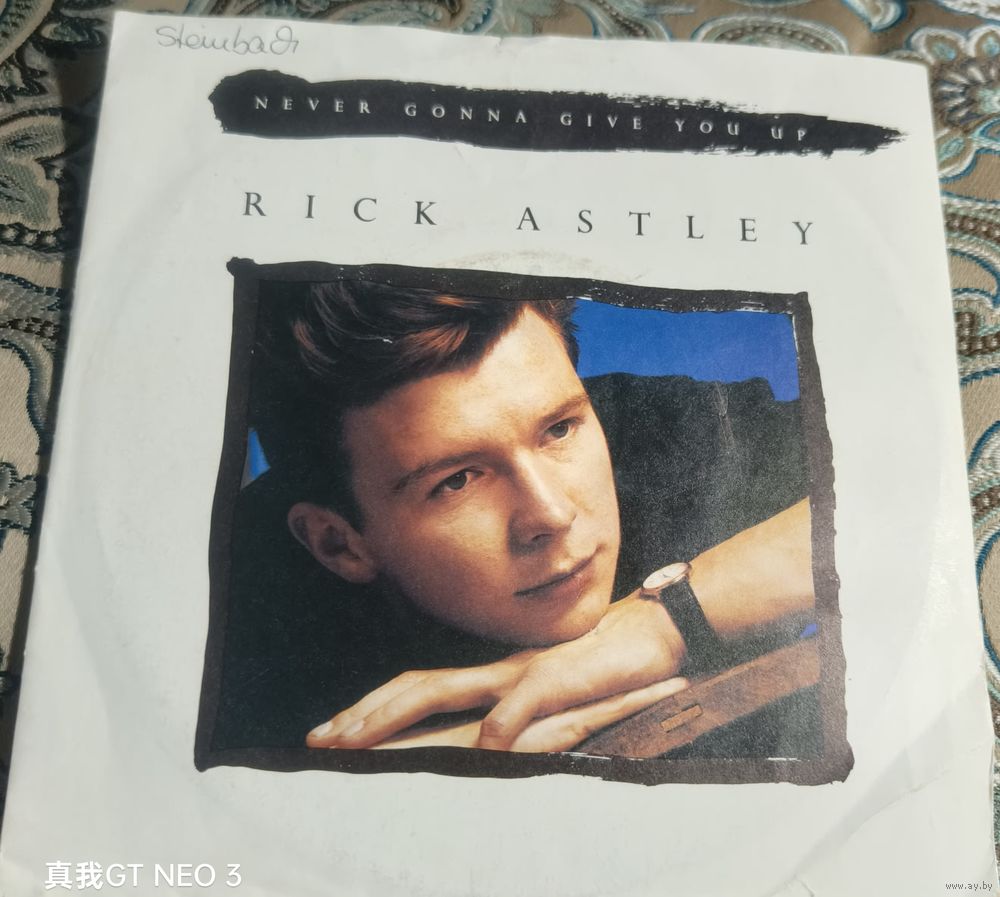 Steinbach
NEVER GONNA GIVE YOU UP
RICK ASTLEY
真我GT NEO 3
www.ay.by